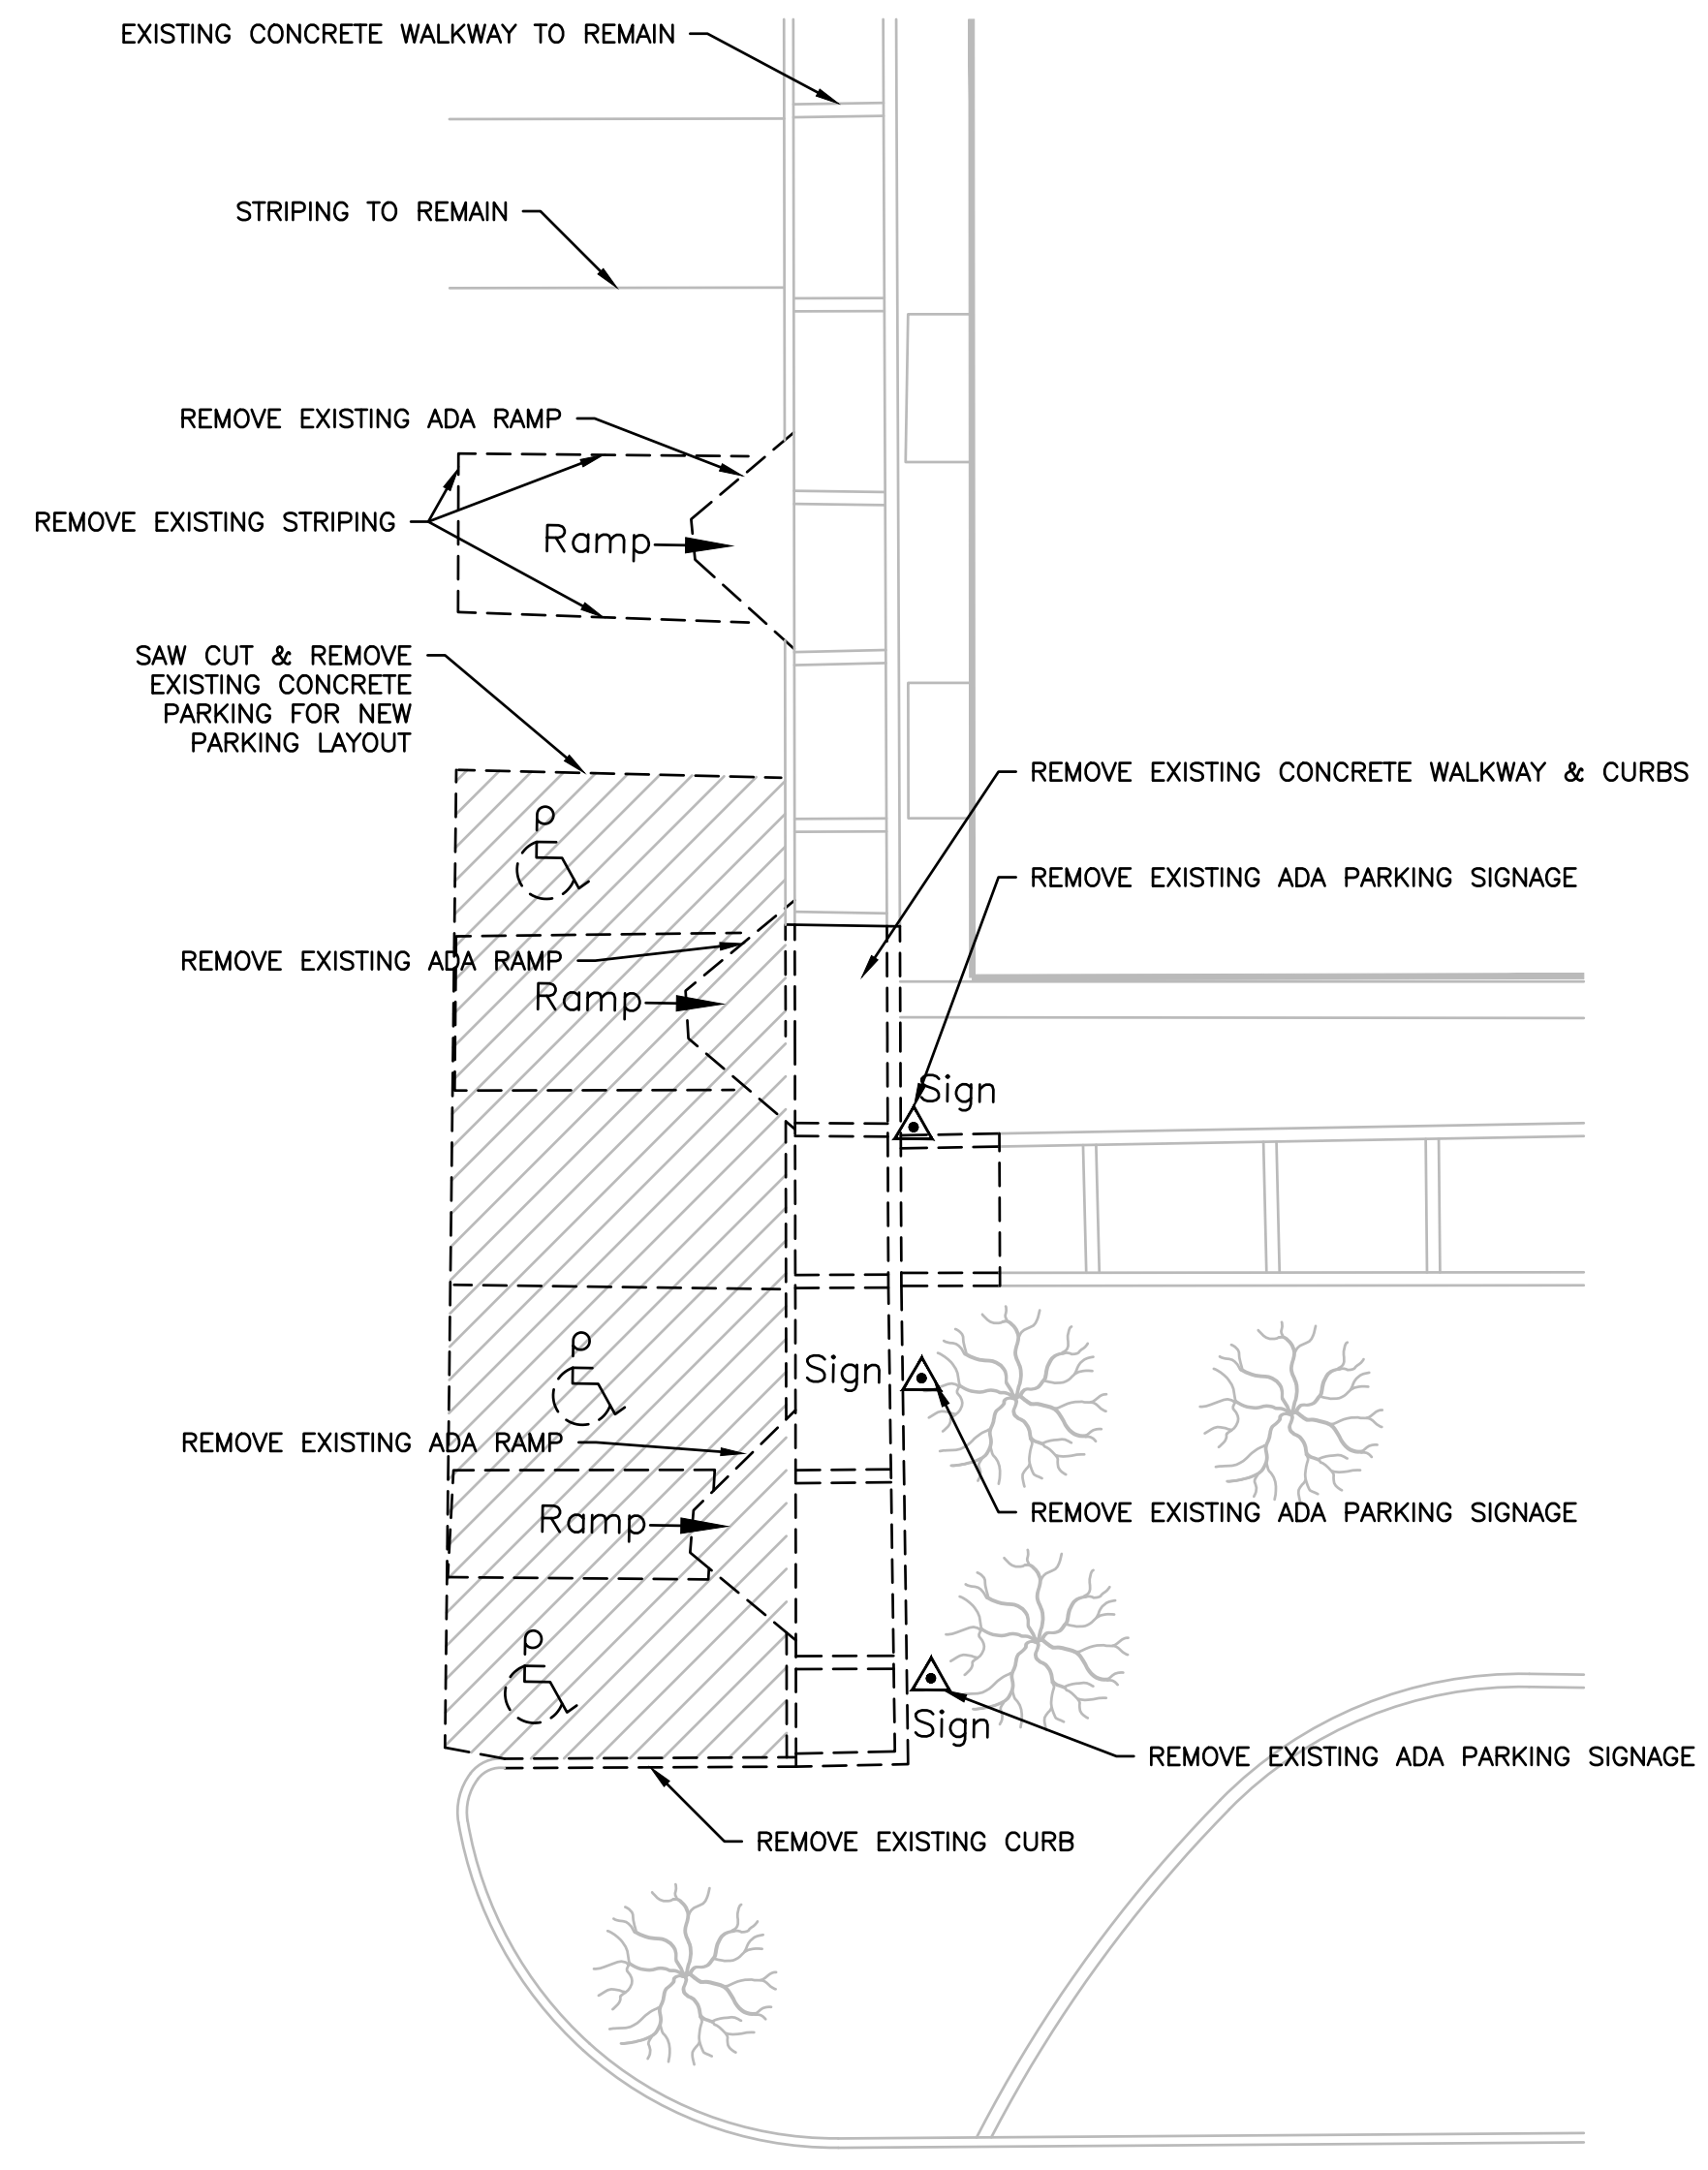 EXISTING CONCRETE WALKWAY TO REMAIN
STRIPING TO REMAIN
REMOVE EXISTING ADA RAMP
REMOVE EXISTING STRIPING
Ramp
SAW CUT & REMOVE
EXISTING CONCRETE
PARKING FOR NEW
PARKING LAYOUT
REMOVE EXISTING CONCRETE WALKWAY & CURBS
REMOVE EXISTING ADA PARKING SIGNAGE
REMOVE EXISTING ADA RAMP
Ramp
Sign
Sign
REMOVE EXISTING ADA RAMP
REMOVE EXISTING ADA PARKING SIGNAGE
Ramp
Sign
REMOVE EXISTING ADA PARKING SIGNAGE
REMOVE EXISTING CURB